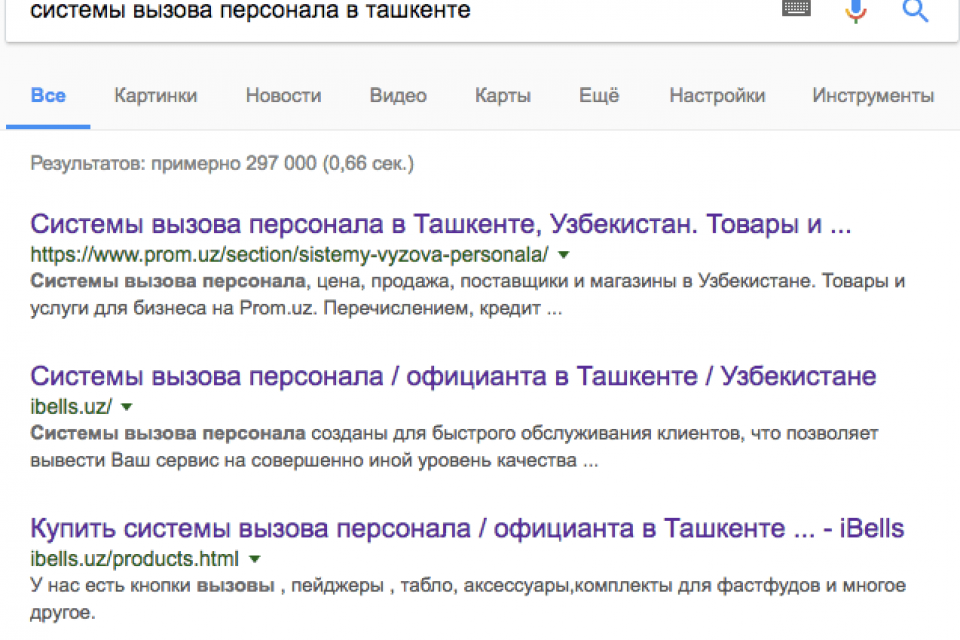 системы вызова персонала в ташкенте
Все Картинки Новости Видео Карты Ещё Настройки Инструменты
Результатов: примерно 297 000 (0,66 сек.)
Системы вызова персонала в Ташкенте, Узбекистан. Товары и ...
https://www.prom.uz/section/sistemy-vyzova-personala/
Системы вызова персонала, цена, продажа, поставщики и магазины в Узбекистане. Товары и
услуги для бизнеса на Prom.uz. Перечислением, кредит ...
Системы вызова персонала / официанта в Ташкенте / Узбекистане
ibells.uz/
Системы вызова персонала созданы для быстрого обслуживания клиентов, что позволяет
вывести Ваш сервис на совершенно иной уровень качества ...
Купить системы вызова персонала / официанта в Ташкенте ... - iBells
ibells.uz/products.html
У нас есть кнопки вызовы , пейджеры , табло, аксессуары,комплекты для фастфудов и многое
другое.